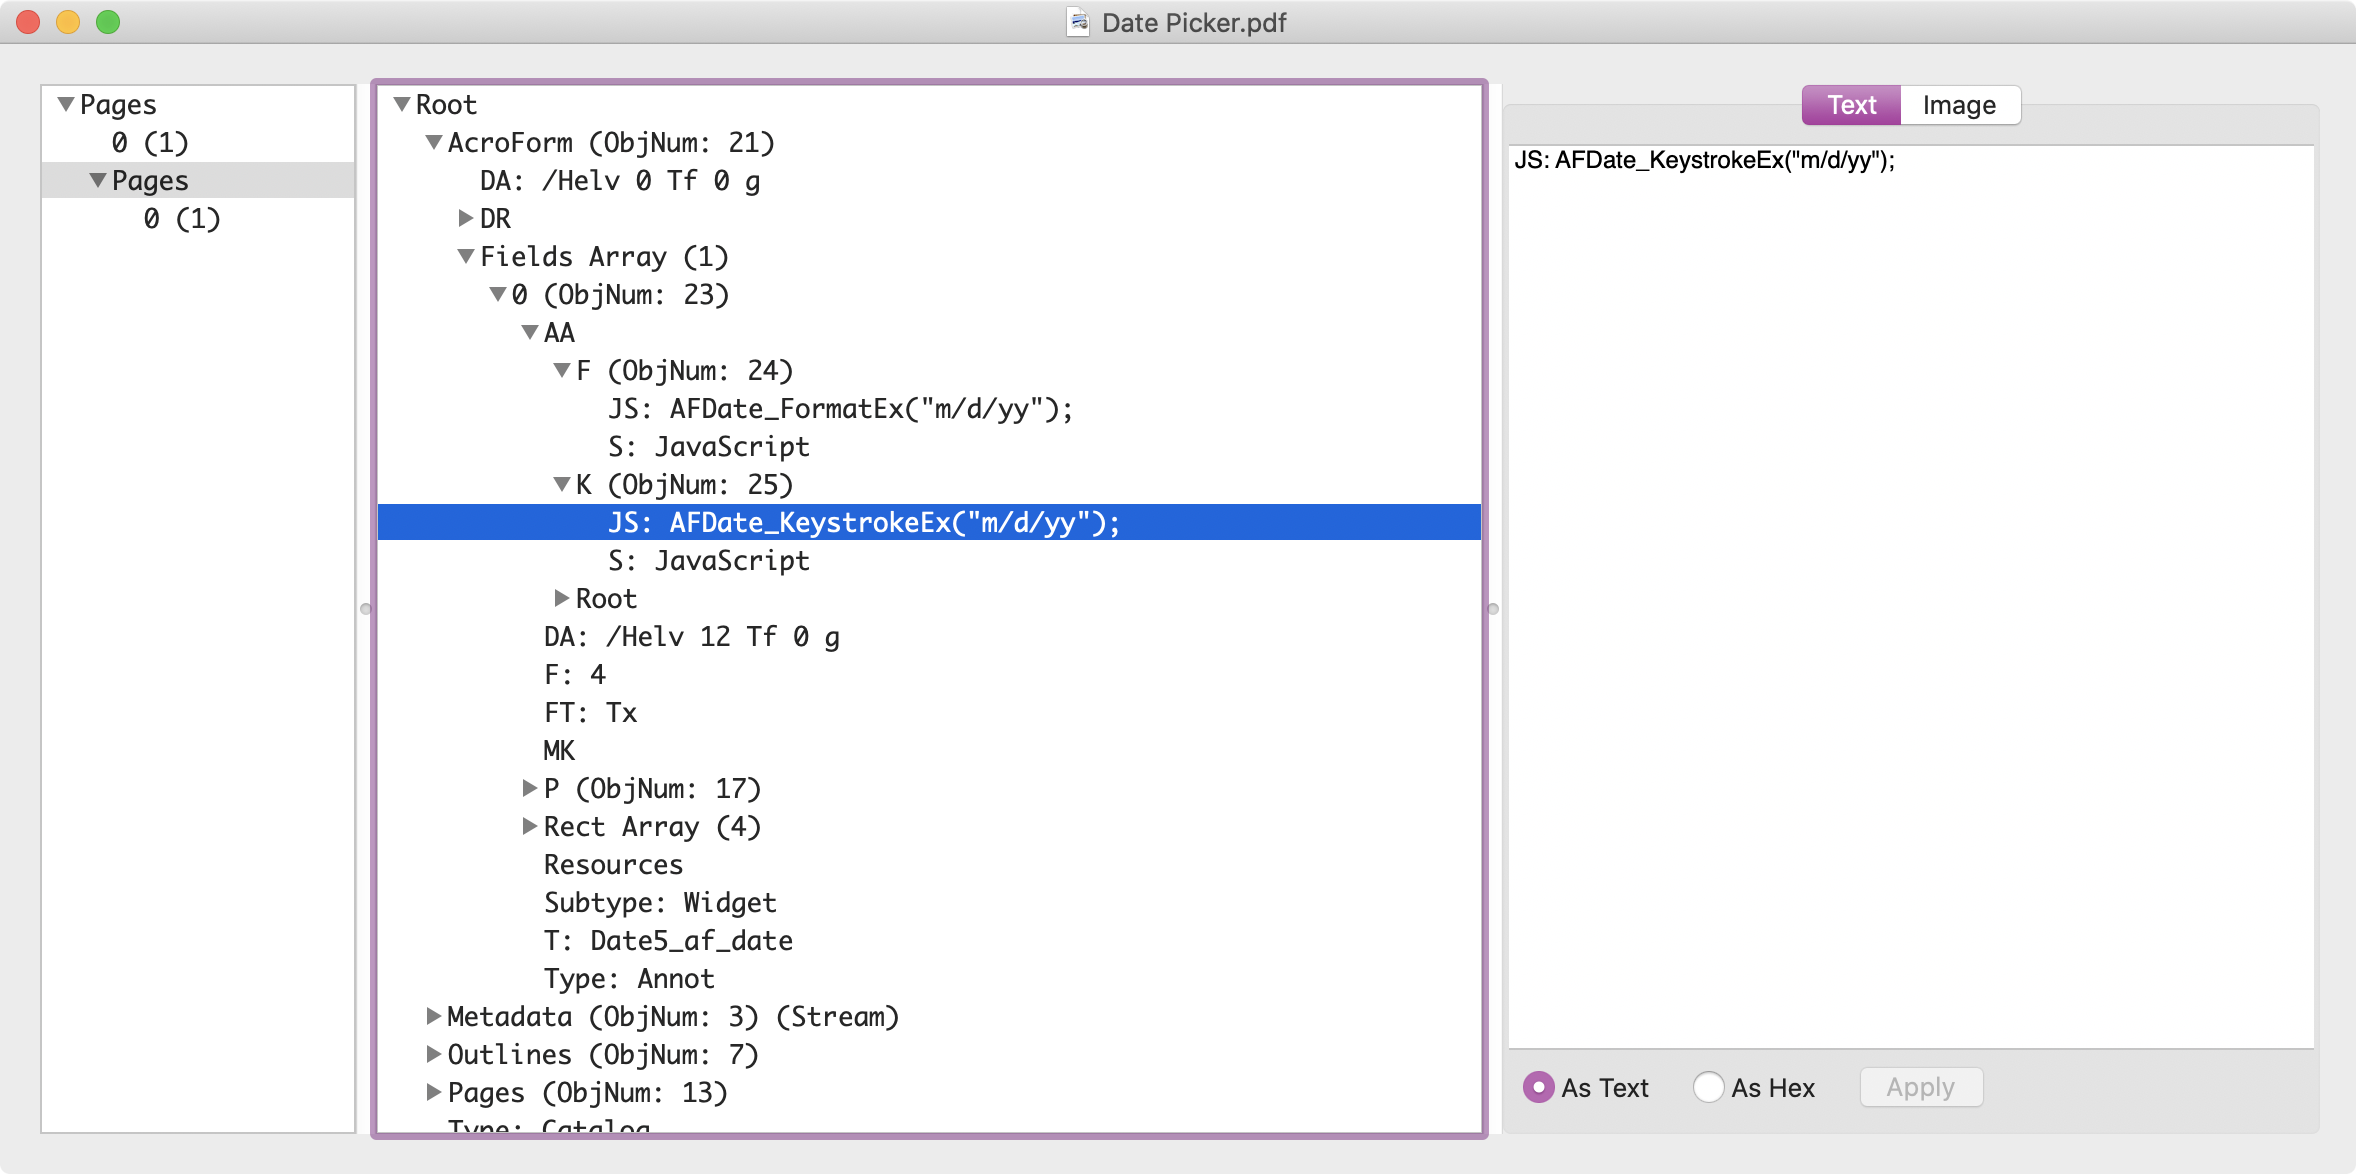 Date Picker.pdf
Pages
0 (1)
Pages
0 (1)
Root
AcroForm (ObjNum: 21)
DA: /Helv 0 Tf 0 g
DR
Fields Array (1)
0 (ObjNum: 23)
AA
F (ObjNum: 24)
JS: AFDate_FormatEx("m/d/yy");
S: JavaScript
K (ObjNum: 25)
JS: AFDate_KeystrokeEx("m/d/yy");
S: JavaScript
Root
DA: /Helv 12 Tf 0 g
F: 4
FT: Tx
MK
P (ObjNum: 17)
Rect Array (4)
Resources
Subtype: Widget
T: Date5_af_date
Type: Annot
Metadata (ObjNum: 3) (Stream)
Outlines (ObjNum: 7)
Pages (ObjNum: 13)
Type: Catalog
Text Image
JS: AFDate_KeystrokeEx("m/d/yy");
As Text As Hex Apply